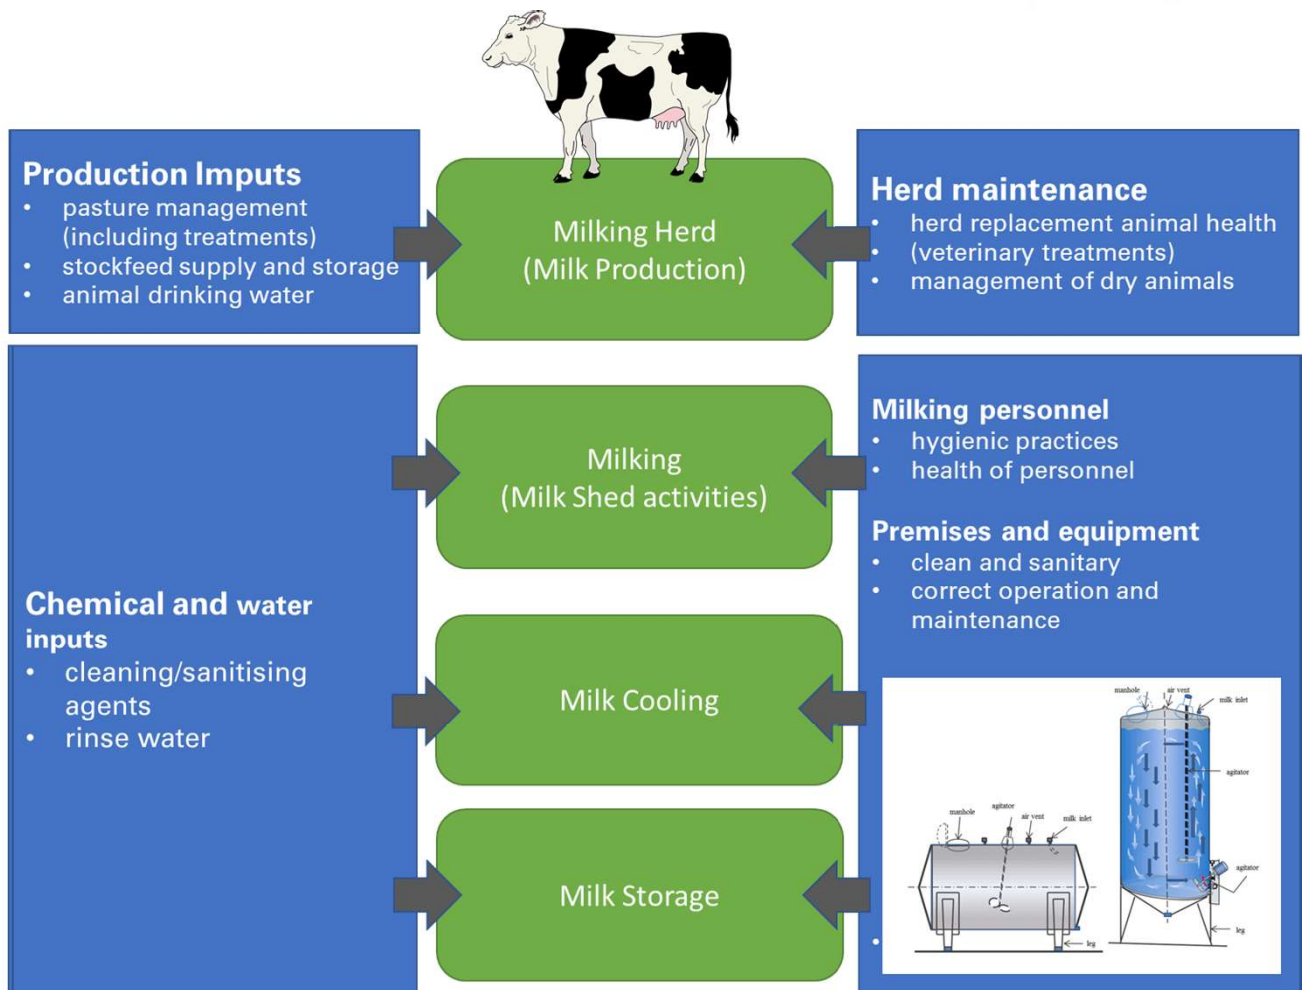 Production Imputs
• pasture management
(including treatments)
• stockfeed supply and storage
• animal drinking water
Milking Herd
(Milk Production)
Herd maintenance
• herd replacement animal health
• (veterinary treatments)
• management of dry animals
Chemical and water
inputs
• cleaning/sanitising
agents
• rinse water
Milking
(Milk Shed activities)
Milk Cooling
Milk Storage
Milking personnel
• hygienic practices
• health of personnel
Premises and equipment
• clean and sanitary
• correct operation and
maintenance
manhole
air vent
milk inlet
agitator
agitator
leg
manhole
agitator
air vent
milk inlet
leg
•